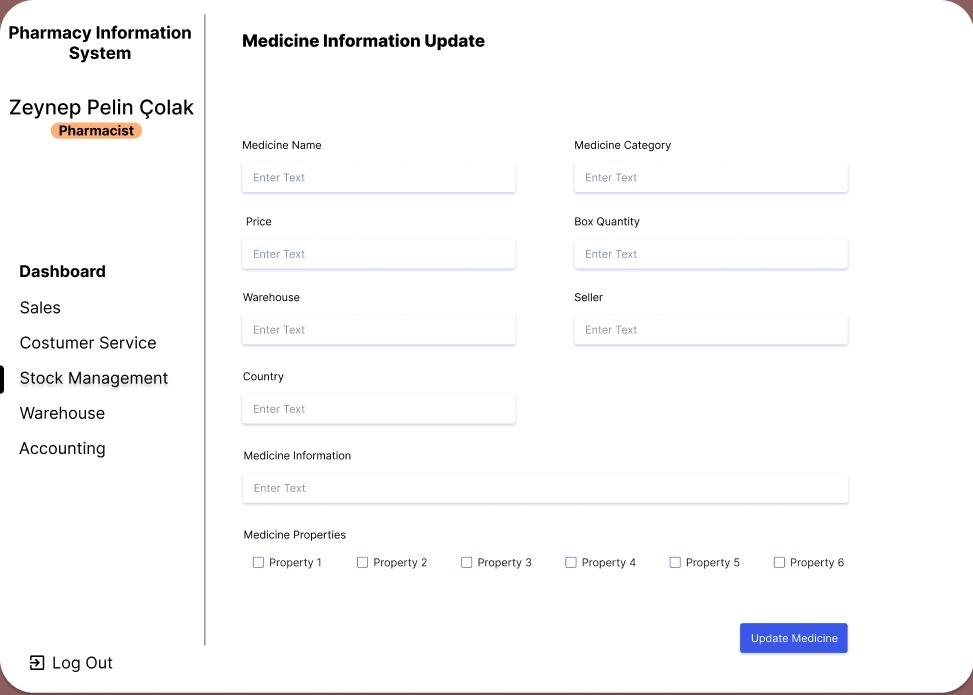 Pharmacy Information
System
Zeynep Pelin Çolak
Pharmacist
Dashboard
Sales
Costumer Service
Stock Management
Warehouse
Accounting
Log Out
Medicine Information Update
Medicine Name
Enter Text
Medicine Category
Enter Text
Price
Enter Text
Box Quantity
Enter Text
Warehouse
Enter Text
Seller
Enter Text
Country
Enter Text
Medicine Information
Enter Text
Medicine Properties
Property 1
Property 2
Property 3
Property 4
Property 5
Property 6
Update Medicine